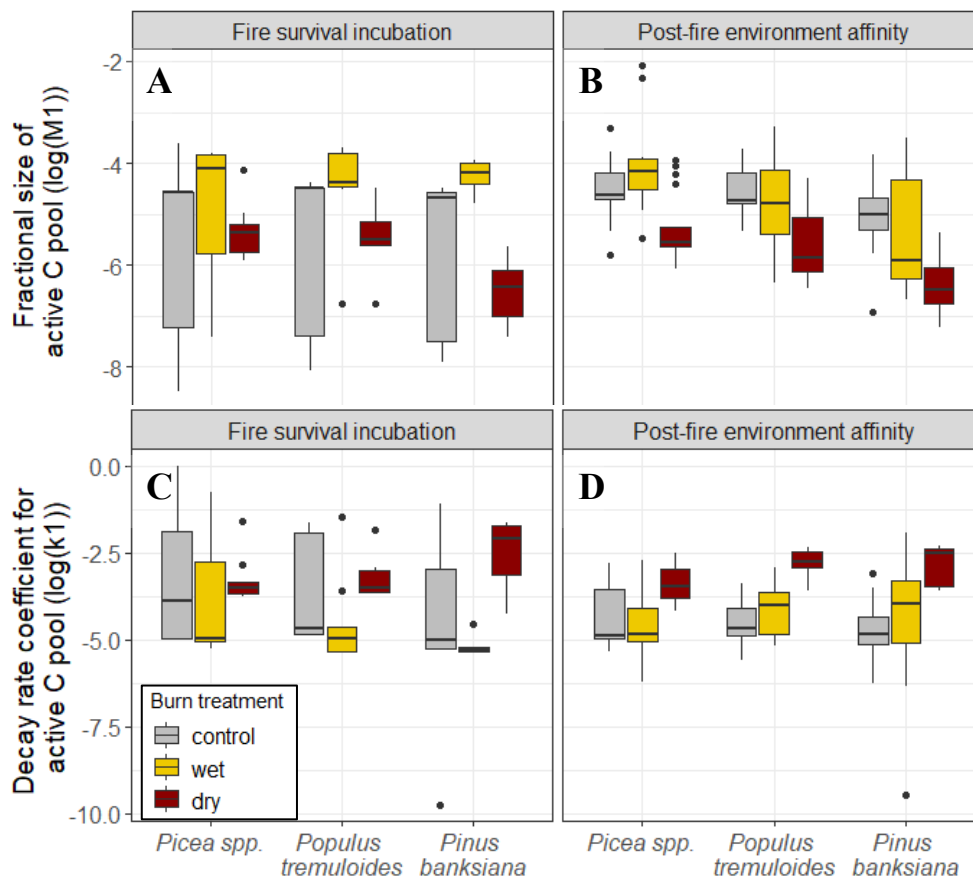 Fire survival incubation
Post-fire environment affinity
A
B
Fractional size of
active C pool (log(M1))
-2
-4
-6
-8
Fire survival incubation
Post-fire environment affinity
C
D
Decay rate coefficient for
active C pool (log(k1))
0.0
-2.5
-5.0
-7.5
-10.0
Burn treatment
control
wet
dry
Picea spp.
Populus
tremuloides
Pinus
banksiana
Picea spp.
Populus
tremuloides
Pinus
banksiana